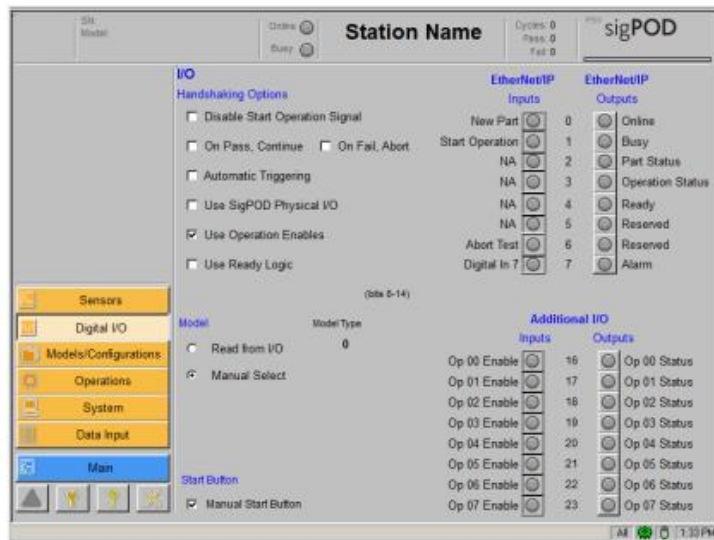 SN:
Model:
Online
Busy
Station Name
Cycles: 0
Pass: 0
Fail: 0
sigPOD
I/O
Handshaking Options
Disable Start Operation Signal
On Pass, Continue
On Fail, Abort
Automatic Triggering
Use SigPOD Physical I/O
Use Operation Enables
Use Ready Logic
(bits 8-14)
EtherNet/IP
Inputs
EtherNet/IP
Outputs
New Part 0 Online
Start Operation 1 Busy
NA 2 Part Status
NA 3 Operation Status
NA 4 Ready
NA 5 Reserved
Abort Test 6 Reserved
Digital In 7 7 Alarm
Sensors
Digital I/O
Models/Configurations
Operations
System
Data Input
Main
Model
Model Type
Read from I/O
0
Manual Select
Start Button
Manual Start Button
Additional I/O
Inputs
Outputs
Op 00 Enable 16 Op 00 Status
Op 01 Enable 17 Op 01 Status
Op 02 Enable 18 Op 02 Status
Op 03 Enable 19 Op 03 Status
Op 04 Enable 20 Op 04 Status
Op 05 Enable 21 Op 05 Status
Op 06 Enable 22 Op 06 Status
Op 07 Enable 23 Op 07 Status
All
1:33 PM